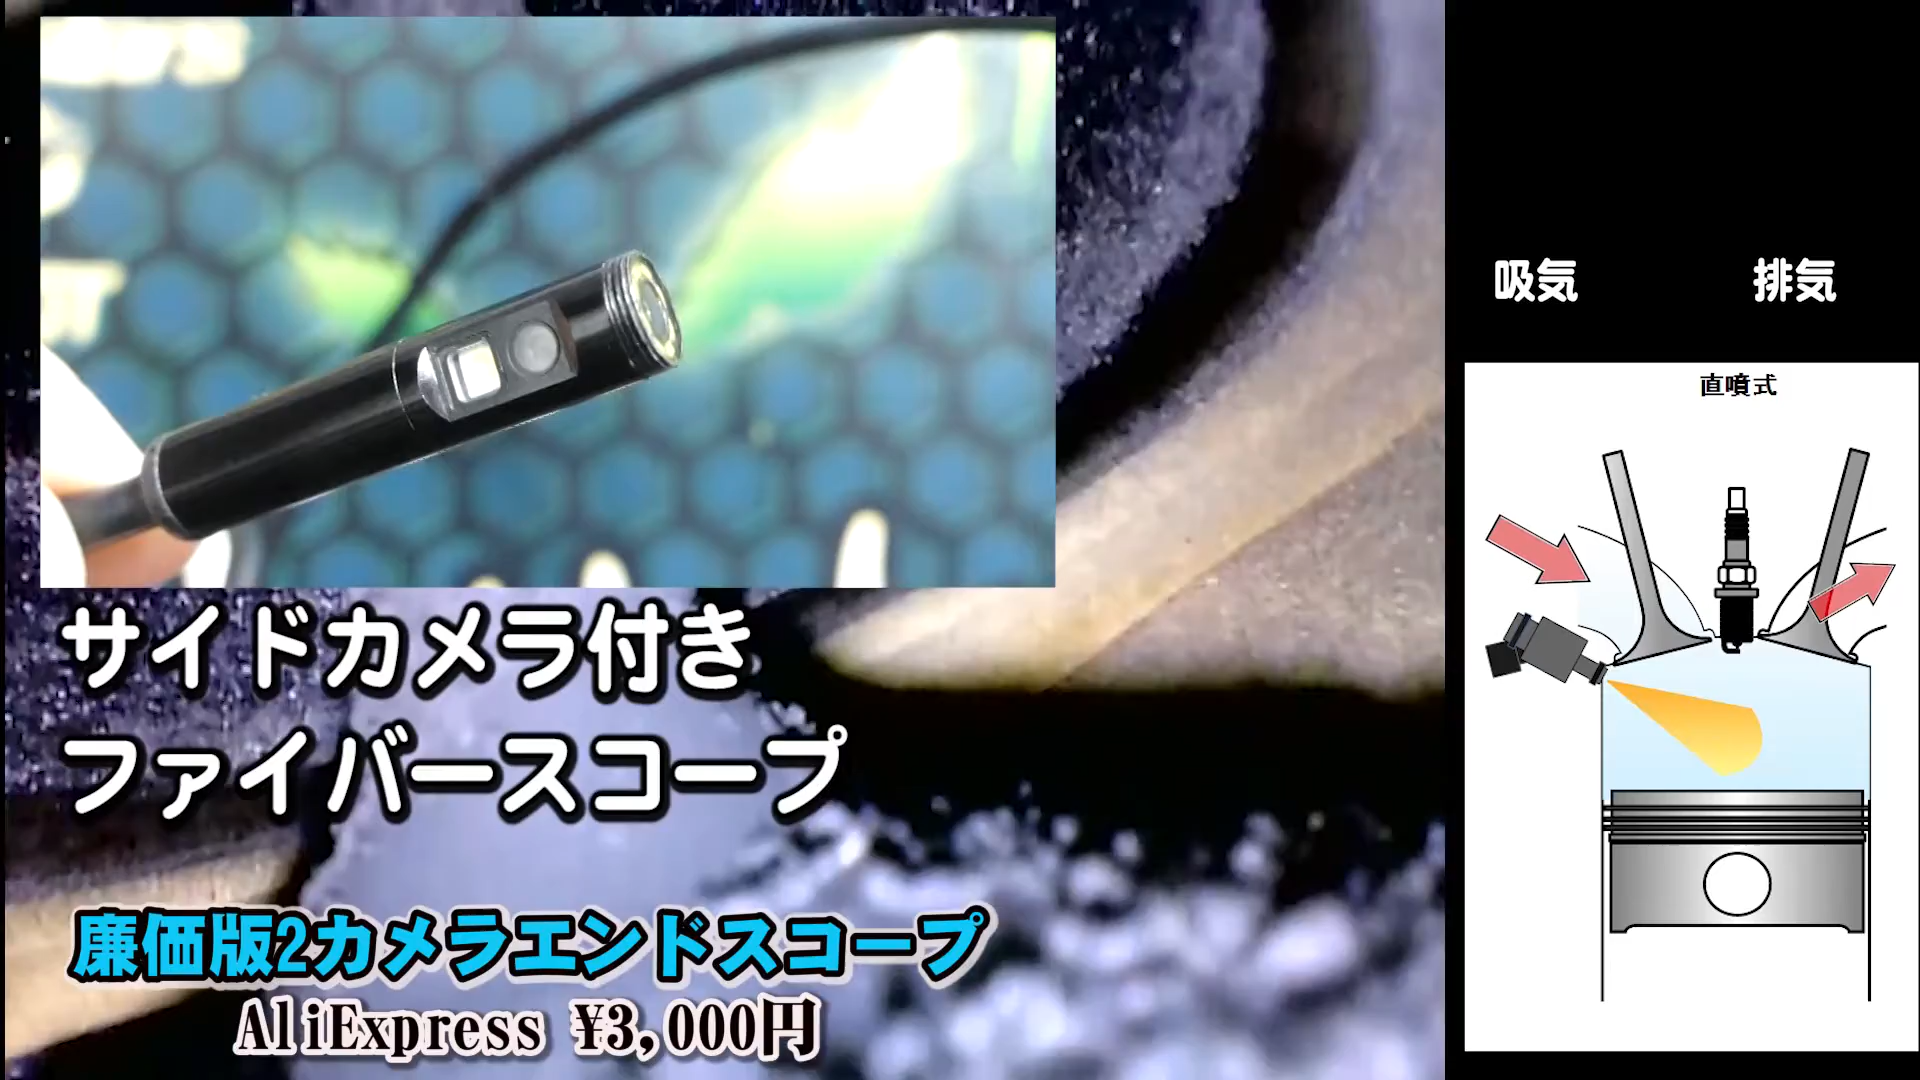 サイドカメラ付き
ファイバースコープ
廉価版2カメラエンドスコープ
AliExpress ¥3,000円
吸気 排気
直噴式